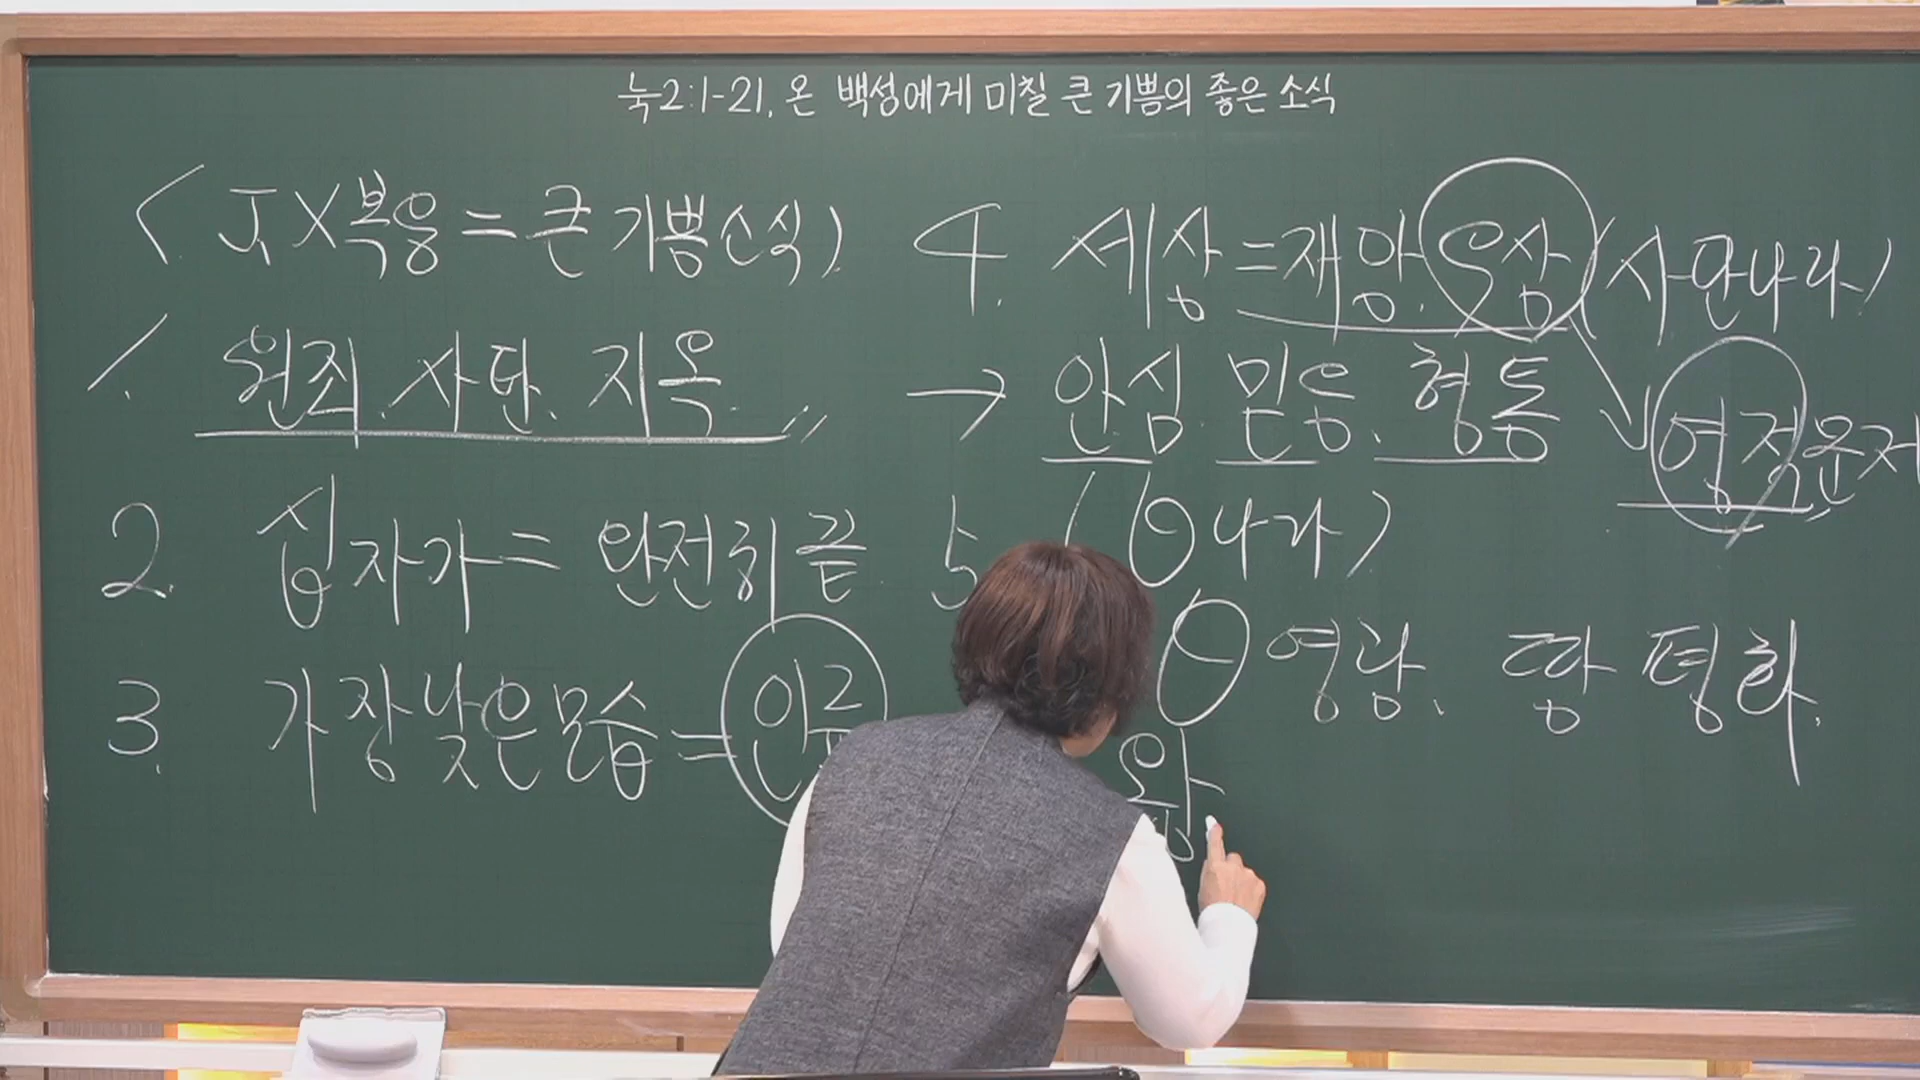 눅2:1-21, 온 백성에게 미칠 큰 기쁨의 좋은 소식
< J.X복음 = 큰 기쁨소식 >
1. 원죄. 사단. 지옥.
2. 십자가 = 완전히 끝
3. 가장 낮은 모습 =
4. 세상 = 재앙. 우상 (사단나라)
→ 안심. 믿음. 형통
영적문제
5. 나라)
영광. 땅 평화.
왕